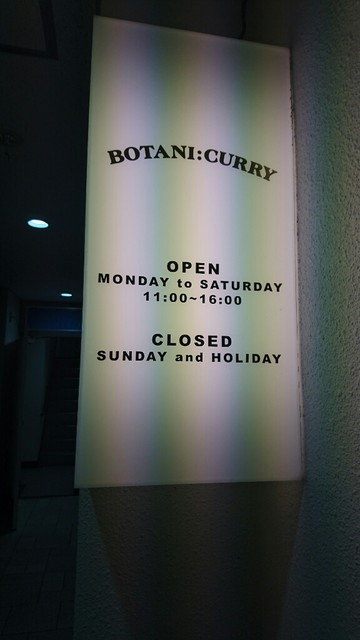 BOTANI:CURRY
OPEN
MONDAY to SATURDAY
11:00~16:00
CLOSED
SUNDAY and HOLIDAY